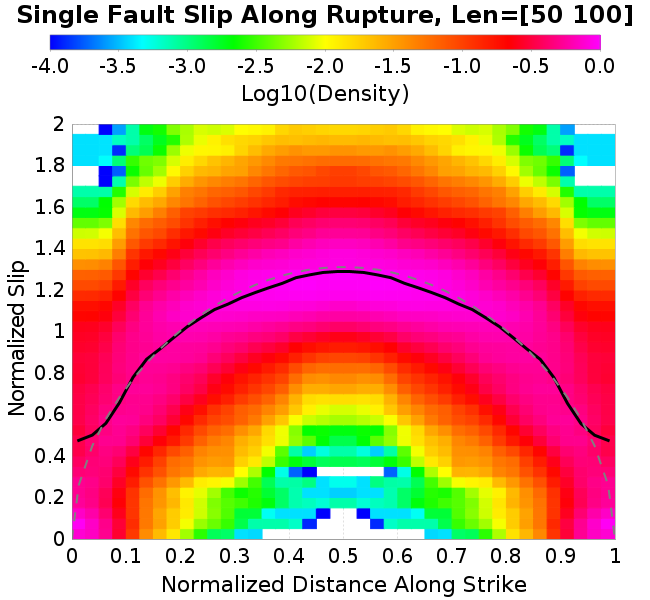 Single Fault Slip Along Rupture, Len=[50 100]
-4.0 -3.5 -3.0 -2.5 -2.0 -1.5 -1.0 -0.5 0.0
Log10(Density)
2
1.8
1.6
1.4
1.2
1
0.8
0.6
0.4
0.2
0
Normalized Slip
0 0.1 0.2 0.3 0.4 0.5 0.6 0.7 0.8 0.9 1
Normalized Distance Along Strike